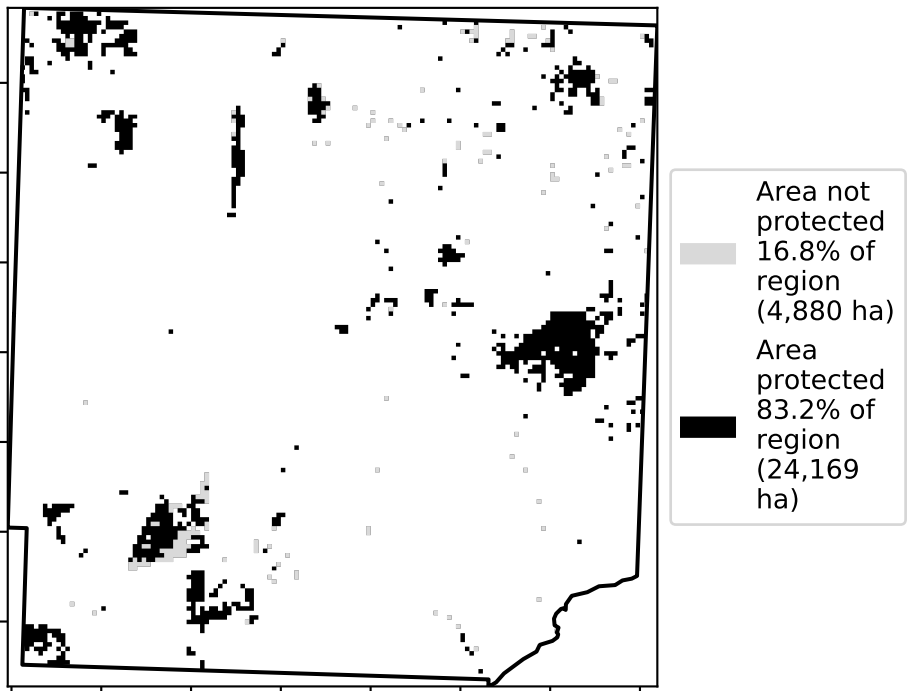 Area not
protected
16.8% of
region
(4,880 ha)
Area
protected
83.2% of
region
(24,169
ha)